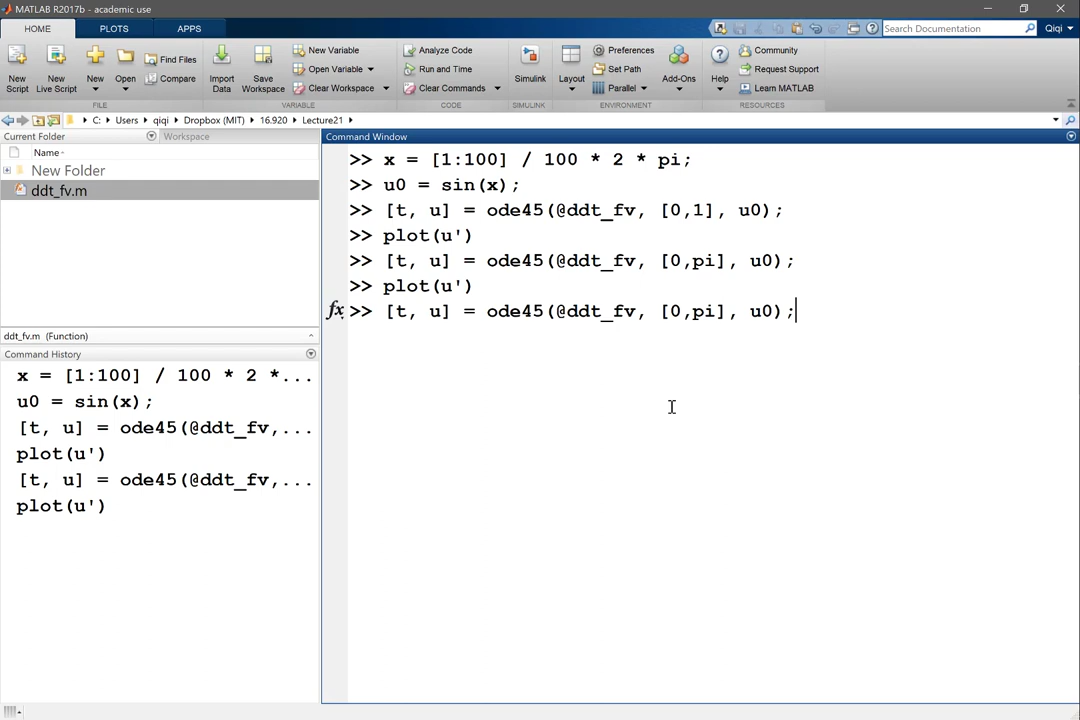 MATLAB R2017b - academic use
HOME PLOTS APPS
Search Documentation
Qiqi
New Script
New Live Script
New
Open
Find Files
Compare
FILE
Import Data
Save Workspace
New Variable
Open Variable
Clear Workspace
VARIABLE
Analyze Code
Run and Time
Clear Commands
CODE
Simulink
SIMULINK
Layout
Preferences
Set Path
Parallel
Add-Ons
ENVIRONMENT
Help
Community
Request Support
Learn MATLAB
RESOURCES
C: Users qiqi Dropbox (MIT) 16.920 Lecture21
Current Folder
Workspace
Name
New Folder
ddt_fv.m
ddt_fv.m (Function)
Command History
x = [1:100] / 100 * 2 *...
u0 = sin(x);
[t, u] = ode45(@ddt_fv,...
plot(u')
[t, u] = ode45(@ddt_fv,...
plot(u')
Command Window
>> x = [1:100] / 100 * 2 * pi;
>> u0 = sin(x);
>> [t, u] = ode45(@ddt_fv, [0,1], u0);
>> plot(u')
>> [t, u] = ode45(@ddt_fv, [0,pi], u0);
>> plot(u')
fx >> [t, u] = ode45(@ddt_fv, [0,pi], u0);